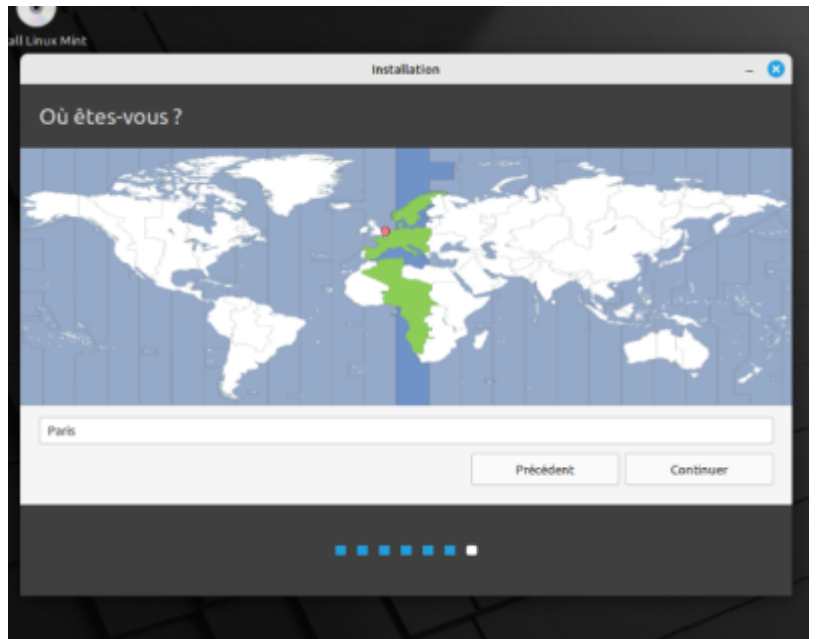 all Linux Mint
Installation
Où êtes-vous ?
Paris
Précédent
Continuer